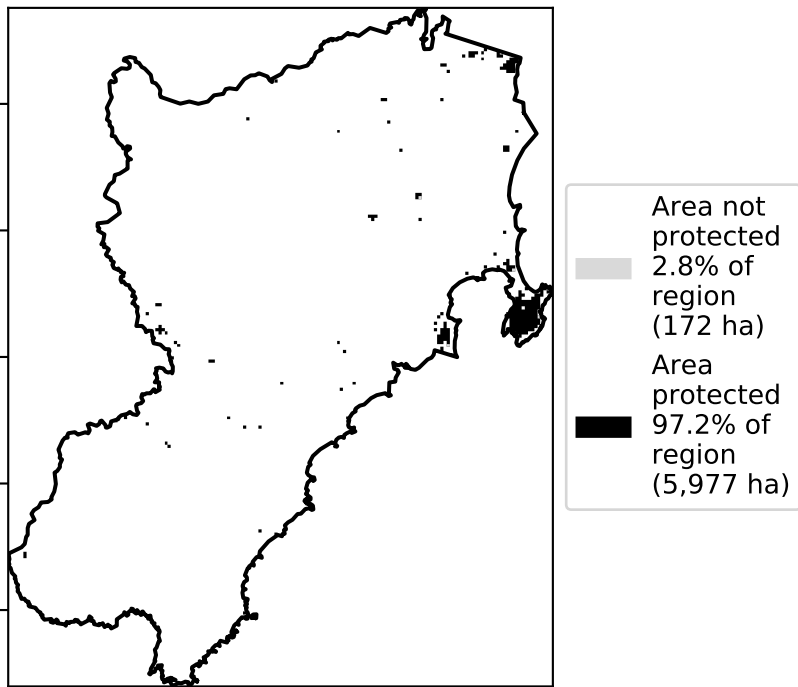 Area not
protected
2.8% of
region
(172 ha)
Area
protected
97.2% of
region
(5,977 ha)